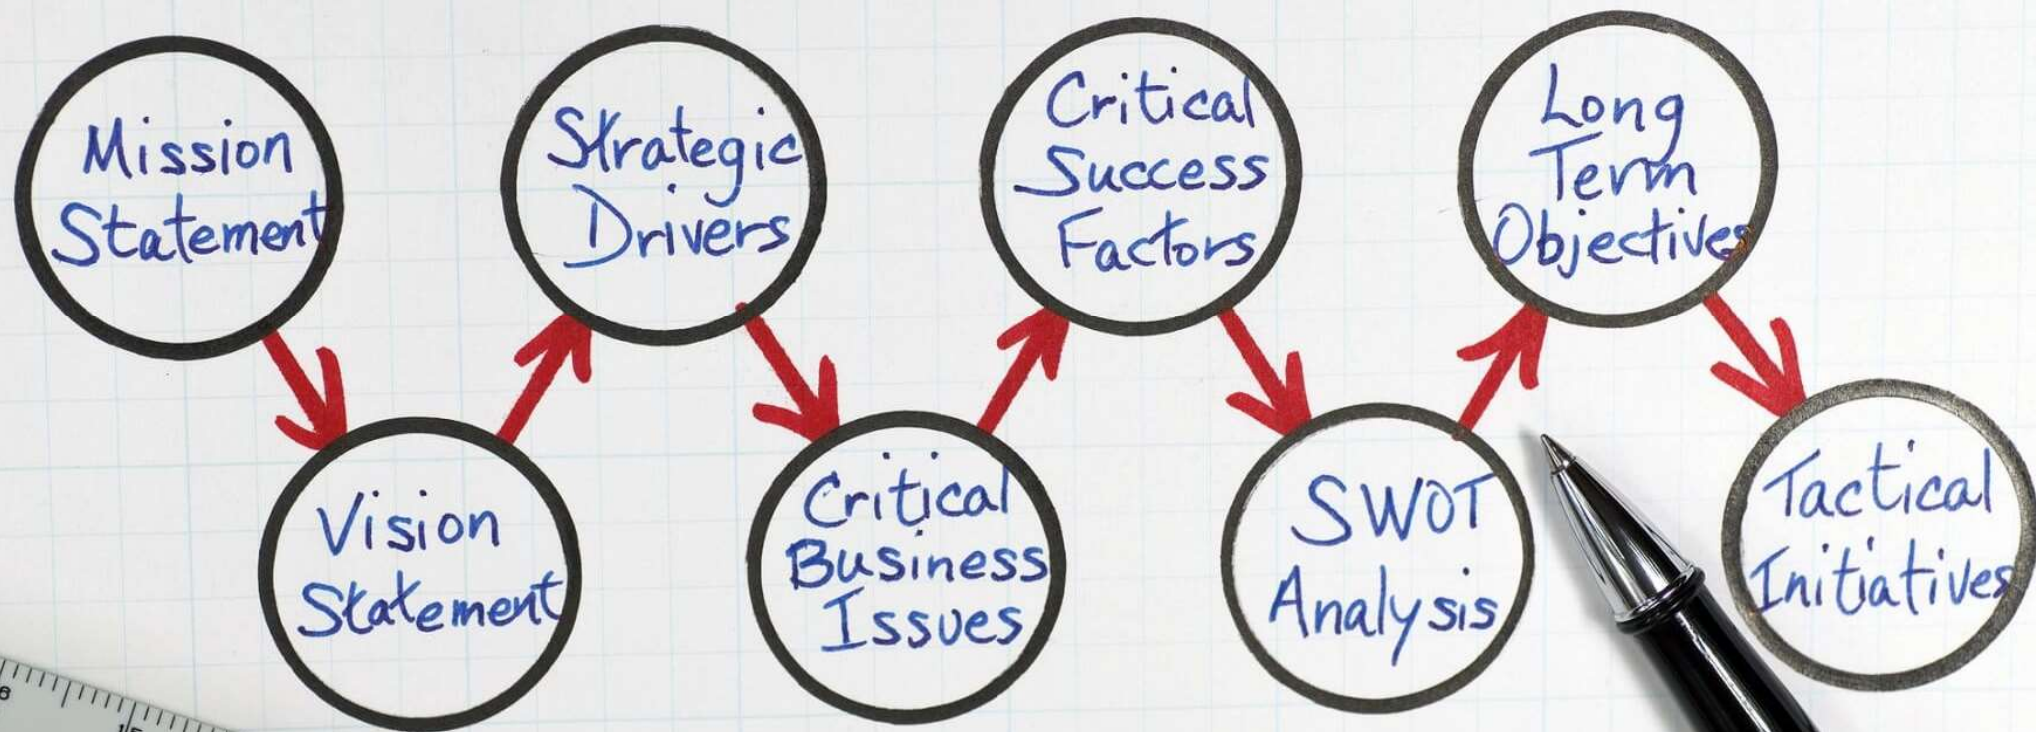 Mission
Statement
Vision
Statement
Strategic
Drivers
Critical
Business
Issues
Critical
Success
Factors
SWOT
Analysis
Long
Term
Objectives
Tactical
Initiatives
6